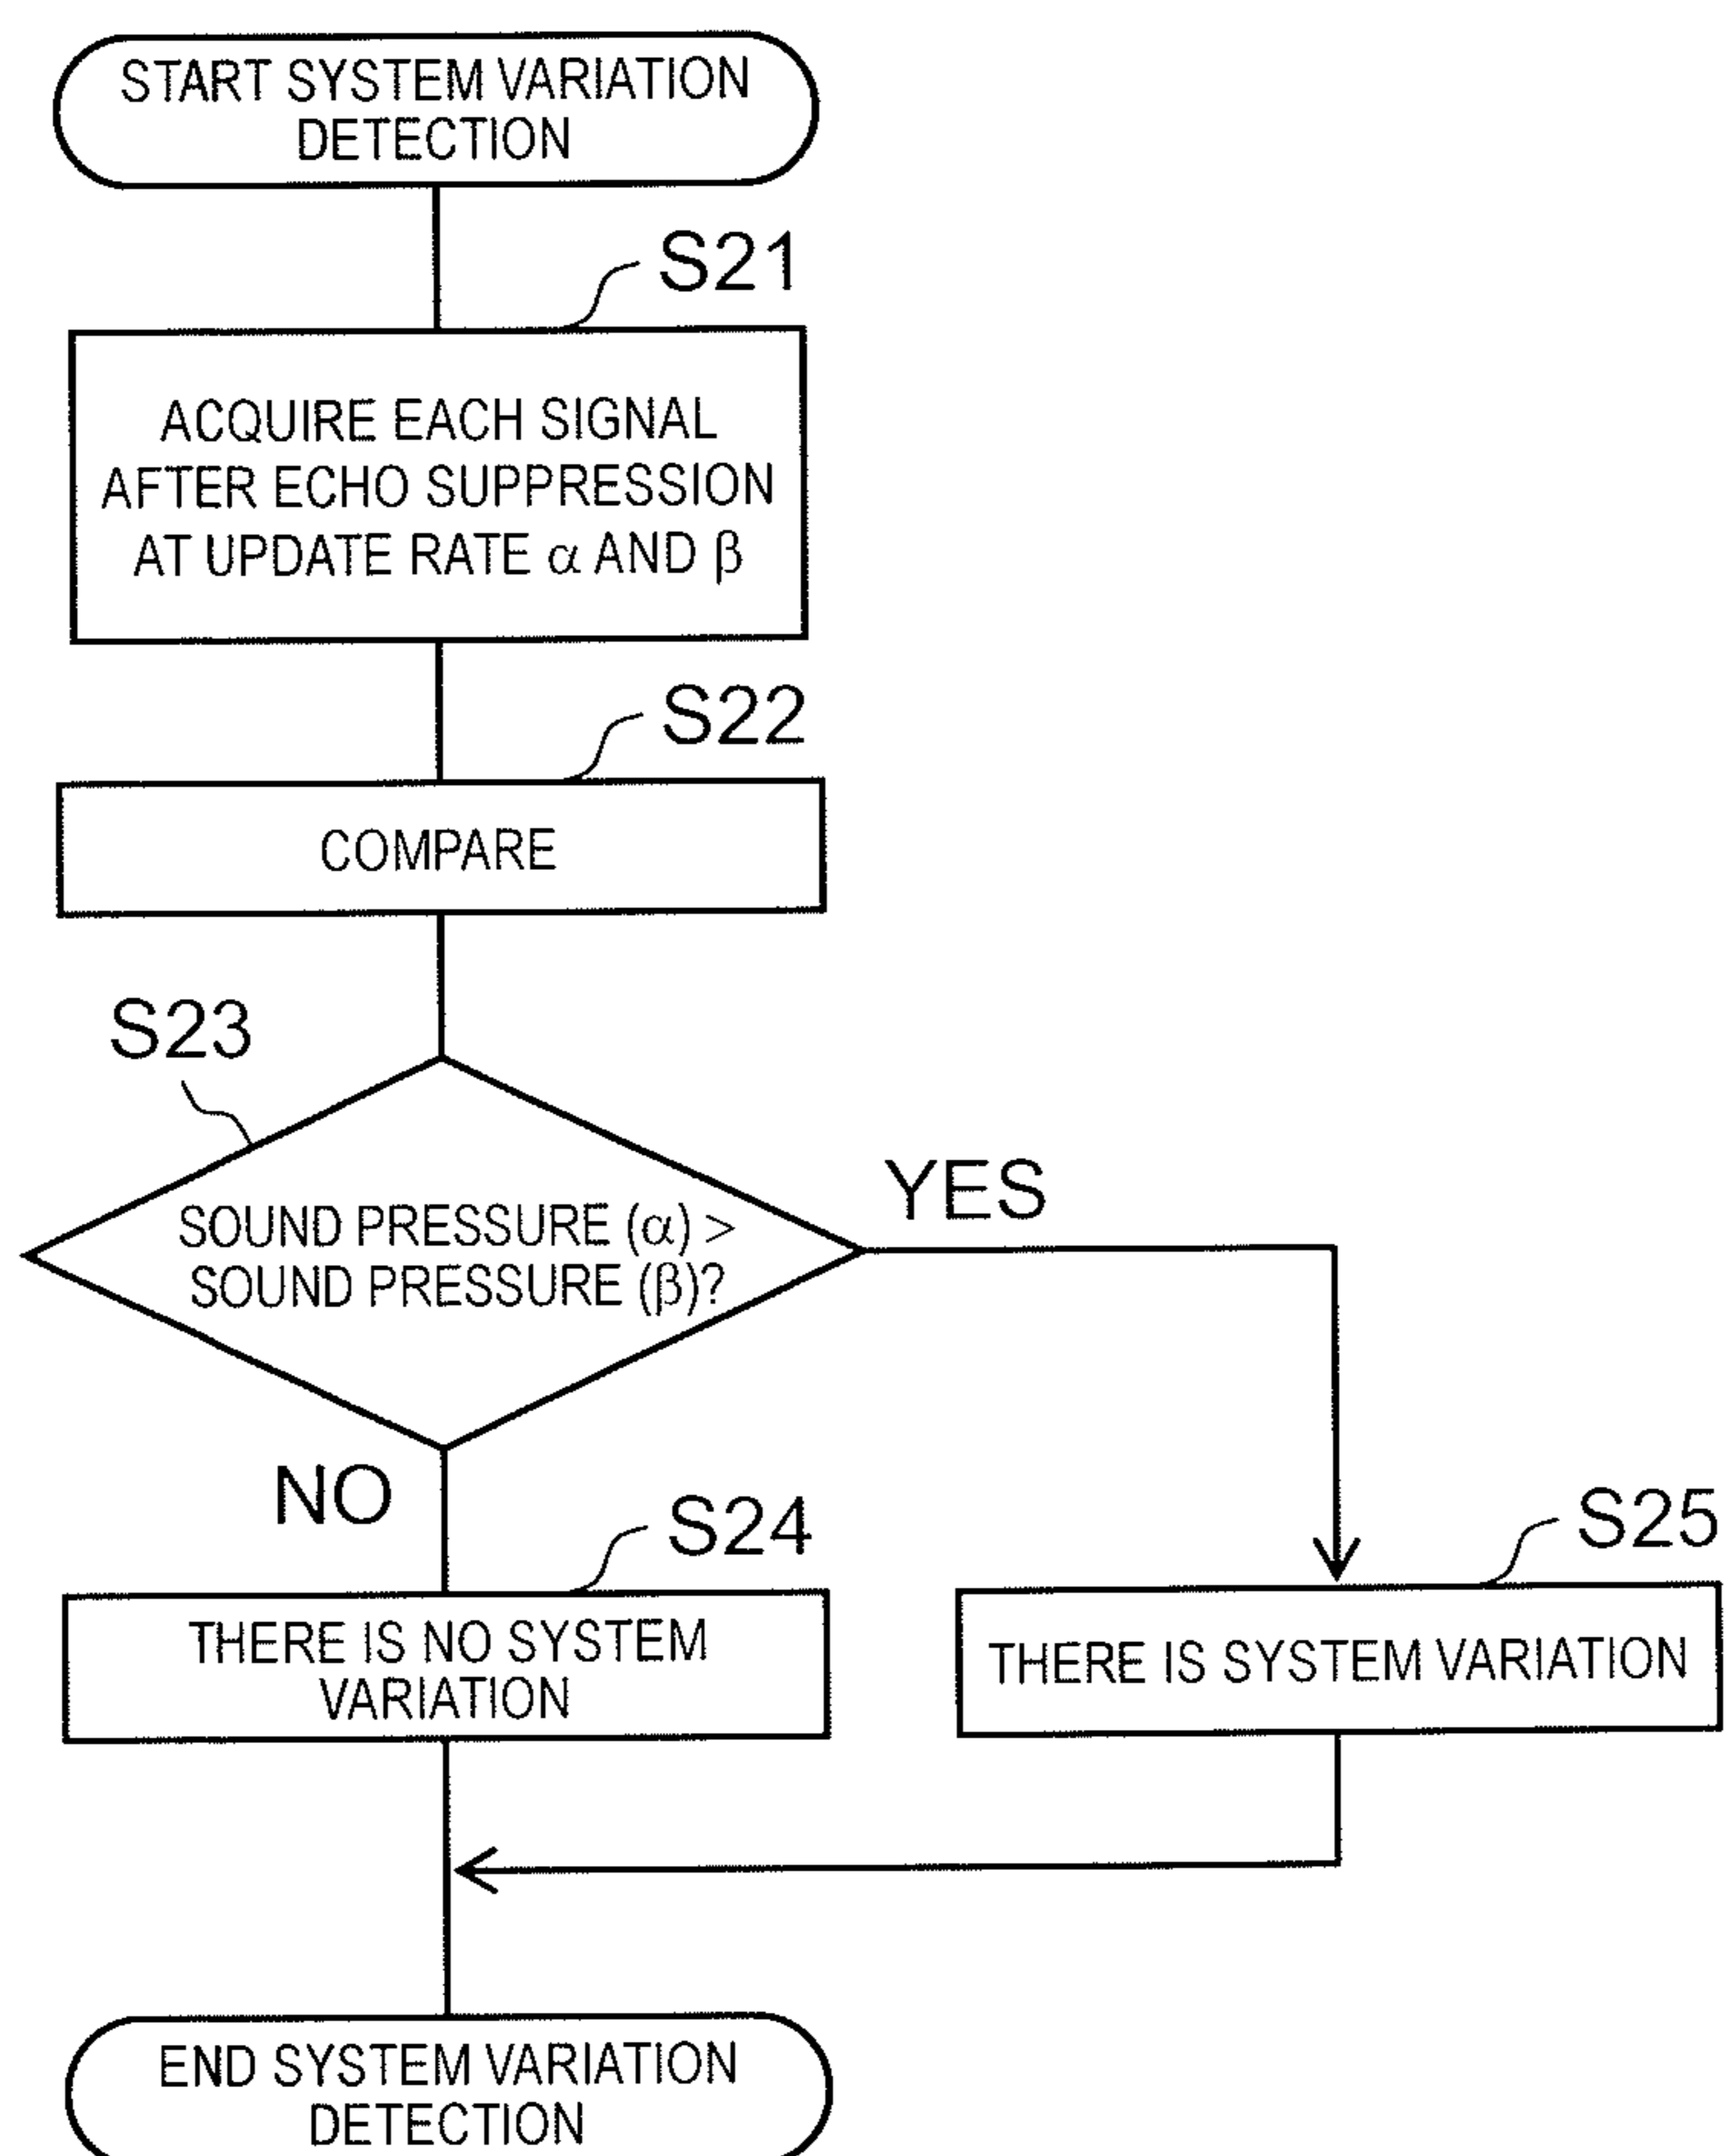 START SYSTEM VARIATION
DETECTION
S21
ACQUIRE EACH SIGNAL
AFTER ECHO SUPPRESSION
AT UPDATE RATE α AND β
S22
COMPARE
S23
SOUND PRESSURE (α) >
SOUND PRESSURE (β)?
YES
NO
S24
THERE IS NO SYSTEM
VARIATION
S25
THERE IS SYSTEM VARIATION
END SYSTEM VARIATION
DETECTION